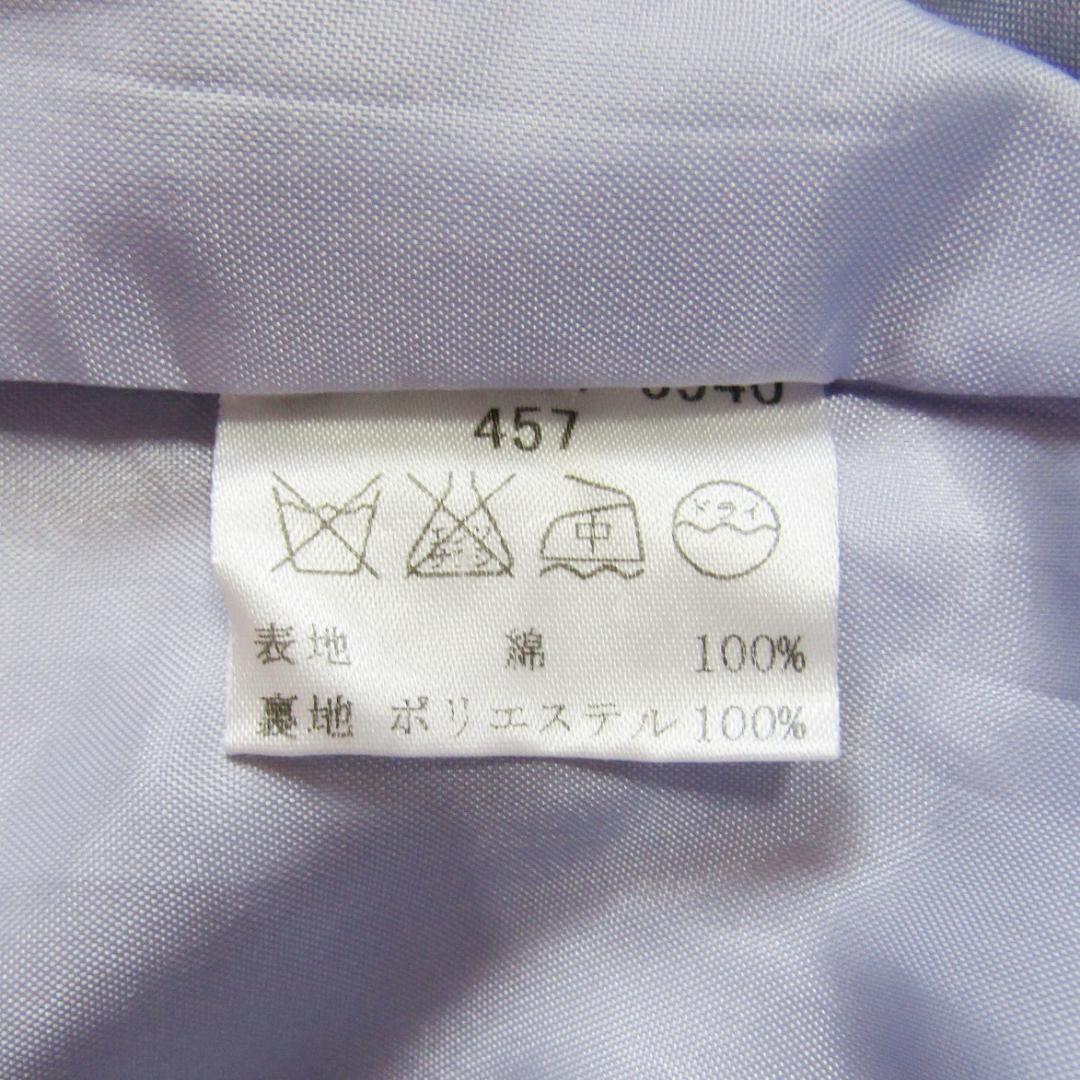 457
中 ドライ
表地 綿 100%
裏地 ポリエステル 100%